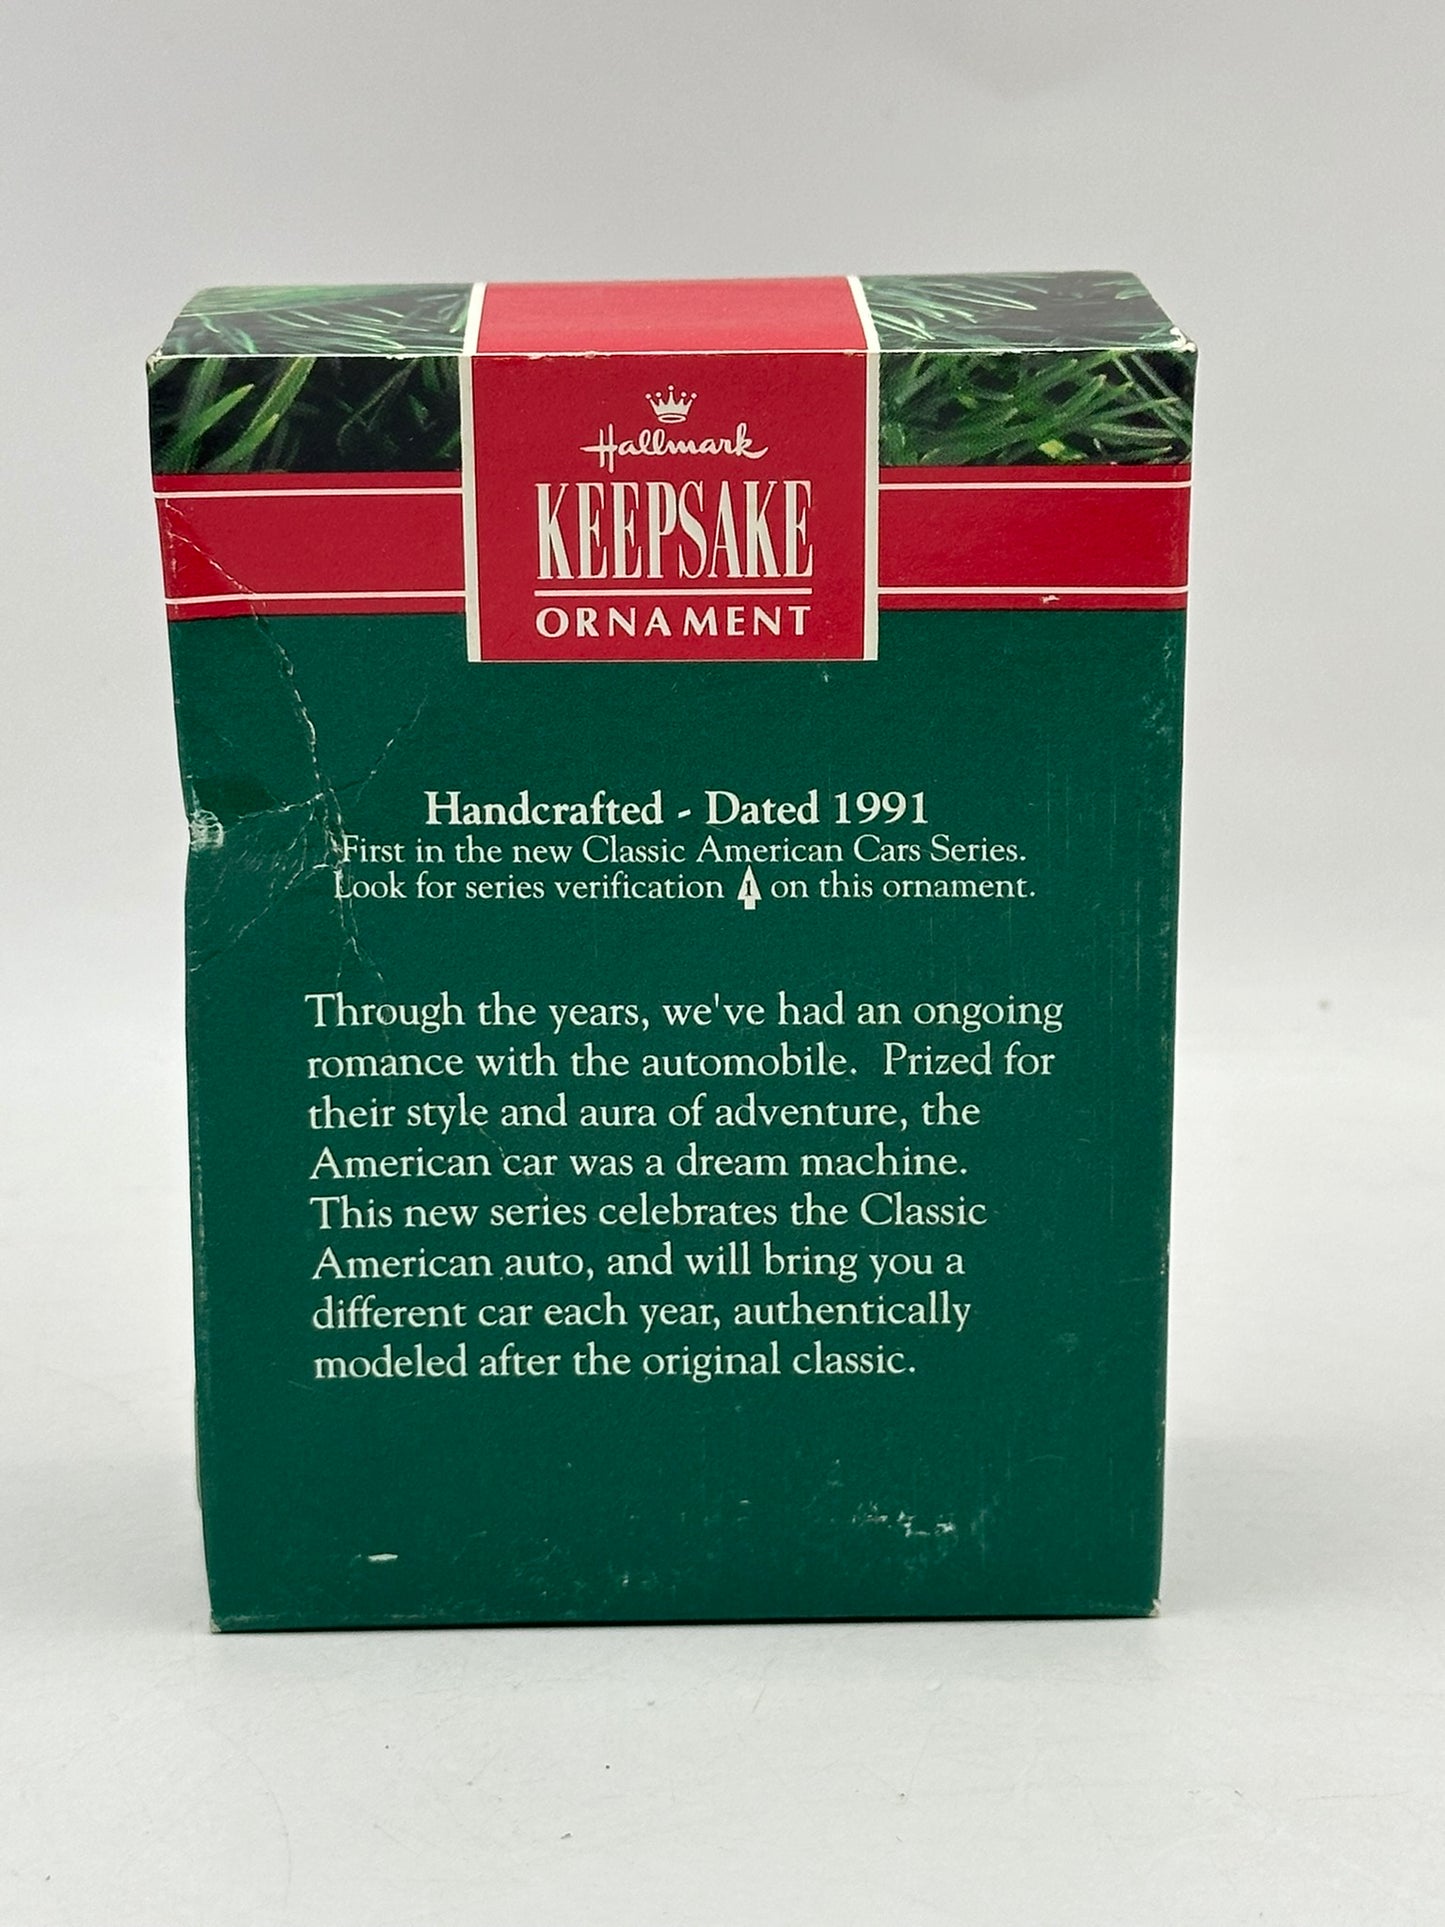 Hallmark
KEEPSAKE
ORNAMENT
Handcrafted - Dated 1991
First in the new Classic American Cars Series.
Look for series verification 1 on this ornament.
Through the years, we've had an ongoing
romance with the automobile. Prized for
their style and aura of adventure, the
American car was a dream machine.
This new series celebrates the Classic
American auto, and will bring you a
different car each year, authentically
modeled after the original classic.